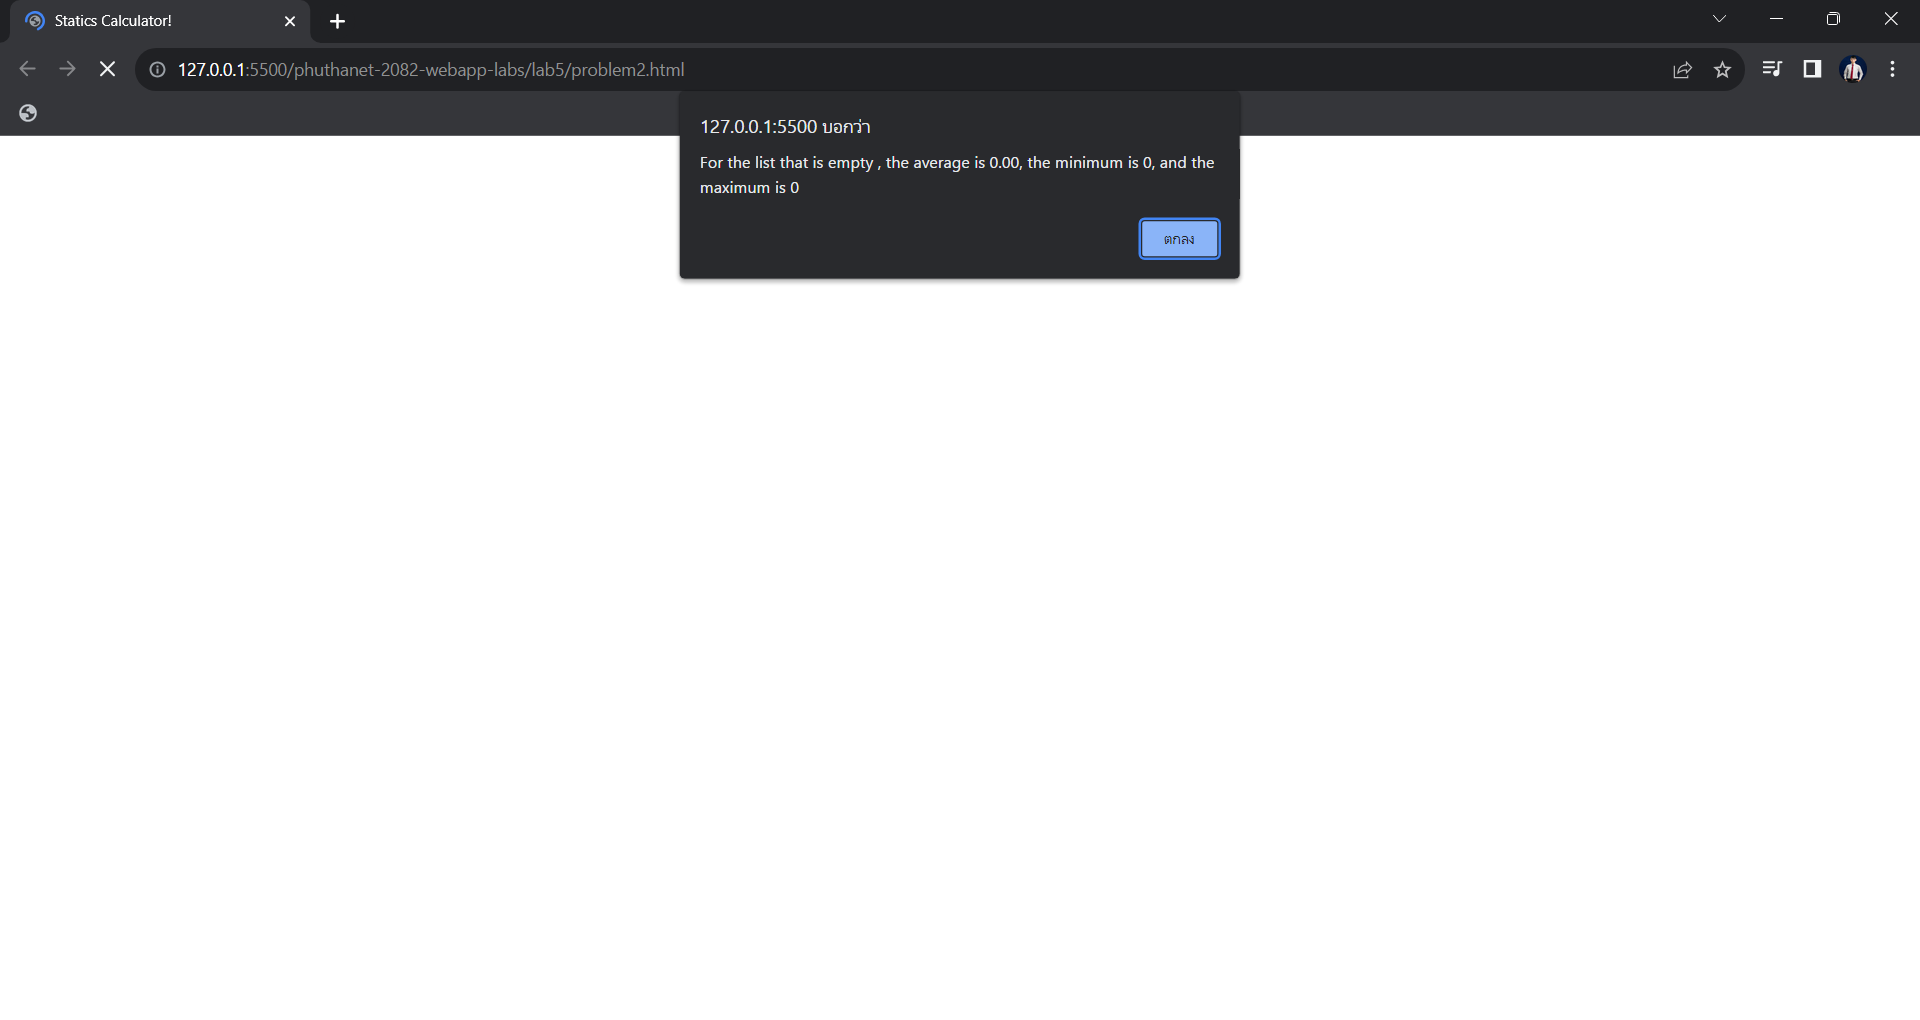 Statics Calculator!
127.0.0.1:5500/phuthanet-2082-webapp-labs/lab5/problem2.html
127.0.0.1:5500 บอกว่า
For the list that is empty , the average is 0.00, the minimum is 0, and the
maximum is 0
ตกลง